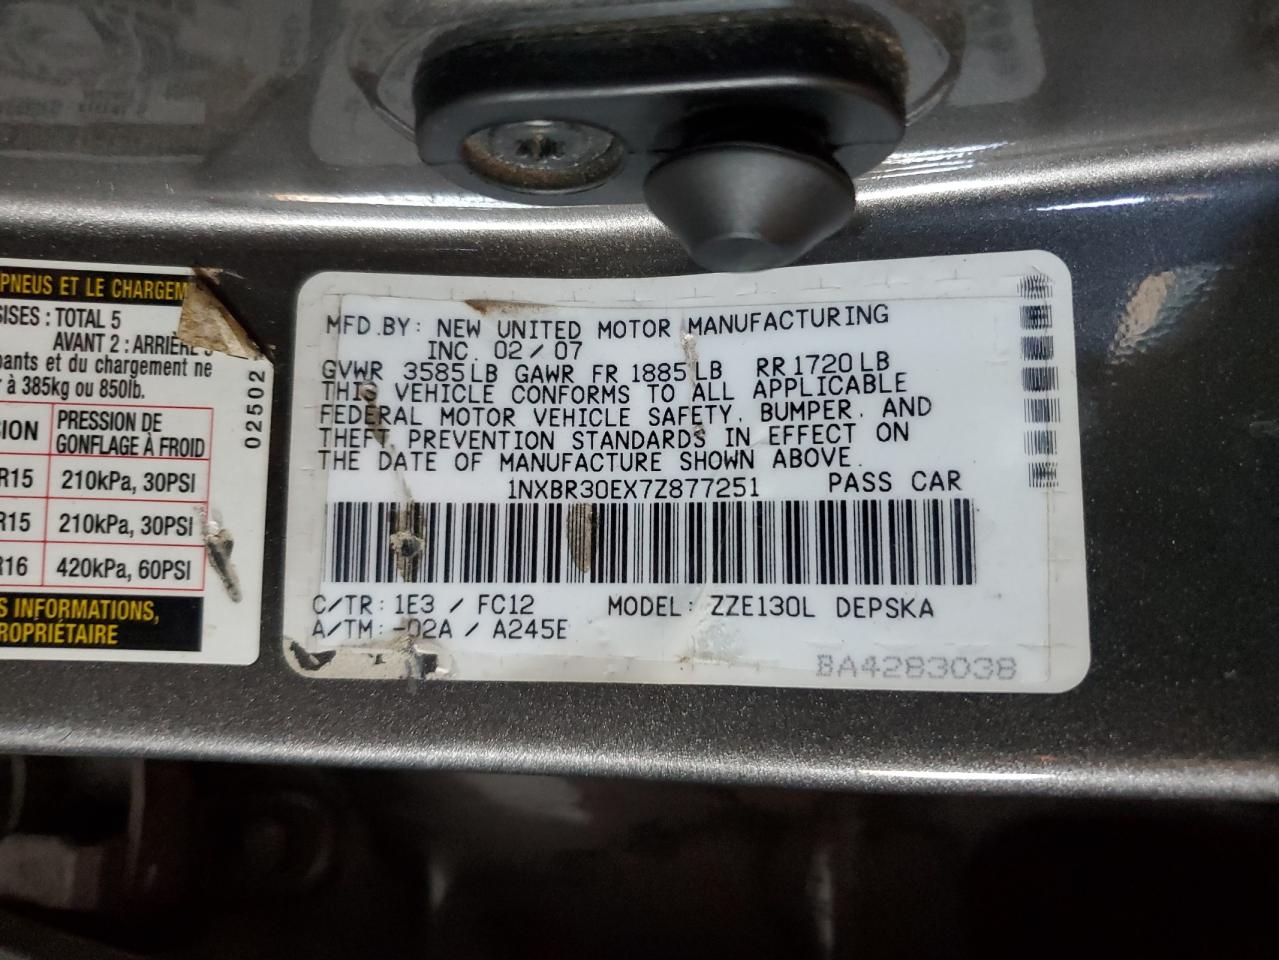 PNEUS ET LE CHARGEM
SISES : TOTAL 5
AVANT 2 : ARRIÈRE 3
pants et du chargement ne
r à 385kg ou 850lb.
SION
PRESSION DE
GONFLAGE À FROID
R15
210kPa, 30PSI
R15
210kPa, 30PSI
R16
420kPa, 60PSI
S INFORMATIONS,
ROPRIÉTAIRE
02502
MFD.BY: NEW UNITED MOTOR MANUFACTURING
INC. 02/07
GVWR 3585LB GAWR FR 1885LB RR1720LB
THIS VEHICLE CONFORMS TO ALL APPLICABLE
FEDERAL MOTOR VEHICLE SAFETY, BUMPER, AND
THEFT PREVENTION STANDARDS IN EFFECT ON
THE DATE OF MANUFACTURE SHOWN ABOVE.
1NXBR30EX7Z877251 PASS CAR
C/TR: 1E3 / FC12 MODEL: ZZE130L DEPSKA
A/TM: -02A / A245E
BA4283038